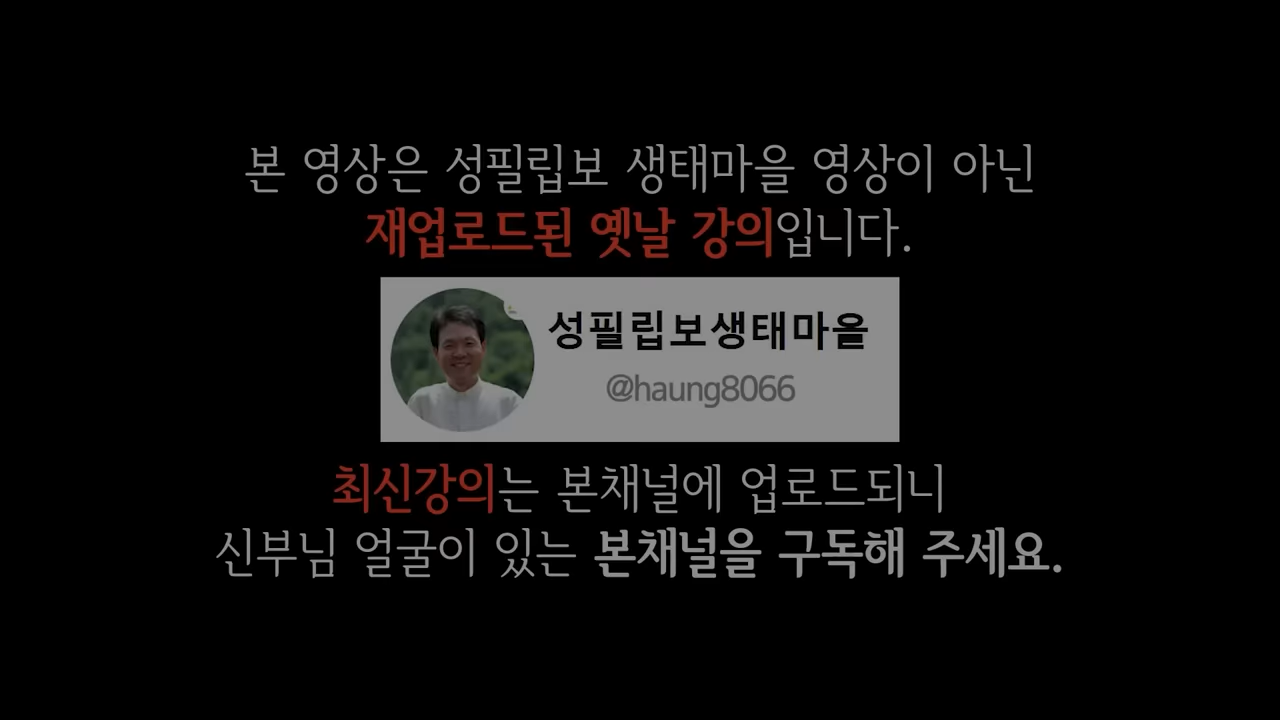 본 영상은 성필립보 생태마을 영상이 아닌
재업로드된 옛날 강의입니다.
성필립보생태마을
@haung8066
최신강의는 본채널에 업로드되니
신부님 얼굴이 있는 본채널을 구독해 주세요.